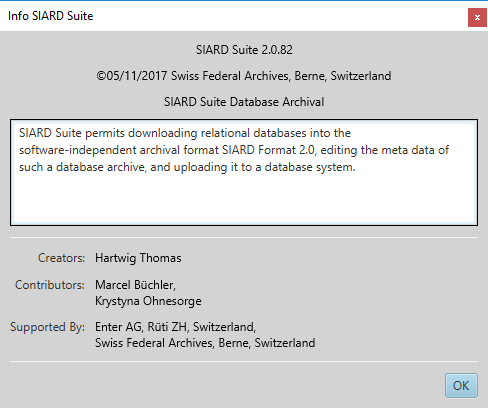 Info SIARD Suite
x
SIARD Suite 2.0.82
©05/11/2017 Swiss Federal Archives, Berne, Switzerland
SIARD Suite Database Archival
SIARD Suite permits downloading relational databases into the
software-independent archival format SIARD Format 2.0, editing the meta data of
such a database archive, and uploading it to a database system.
Creators: Hartwig Thomas
Contributors: Marcel Büchler,
Krystyna Ohnesorge
Supported By: Enter AG, Rüti ZH, Switzerland,
Swiss Federal Archives, Berne, Switzerland
OK